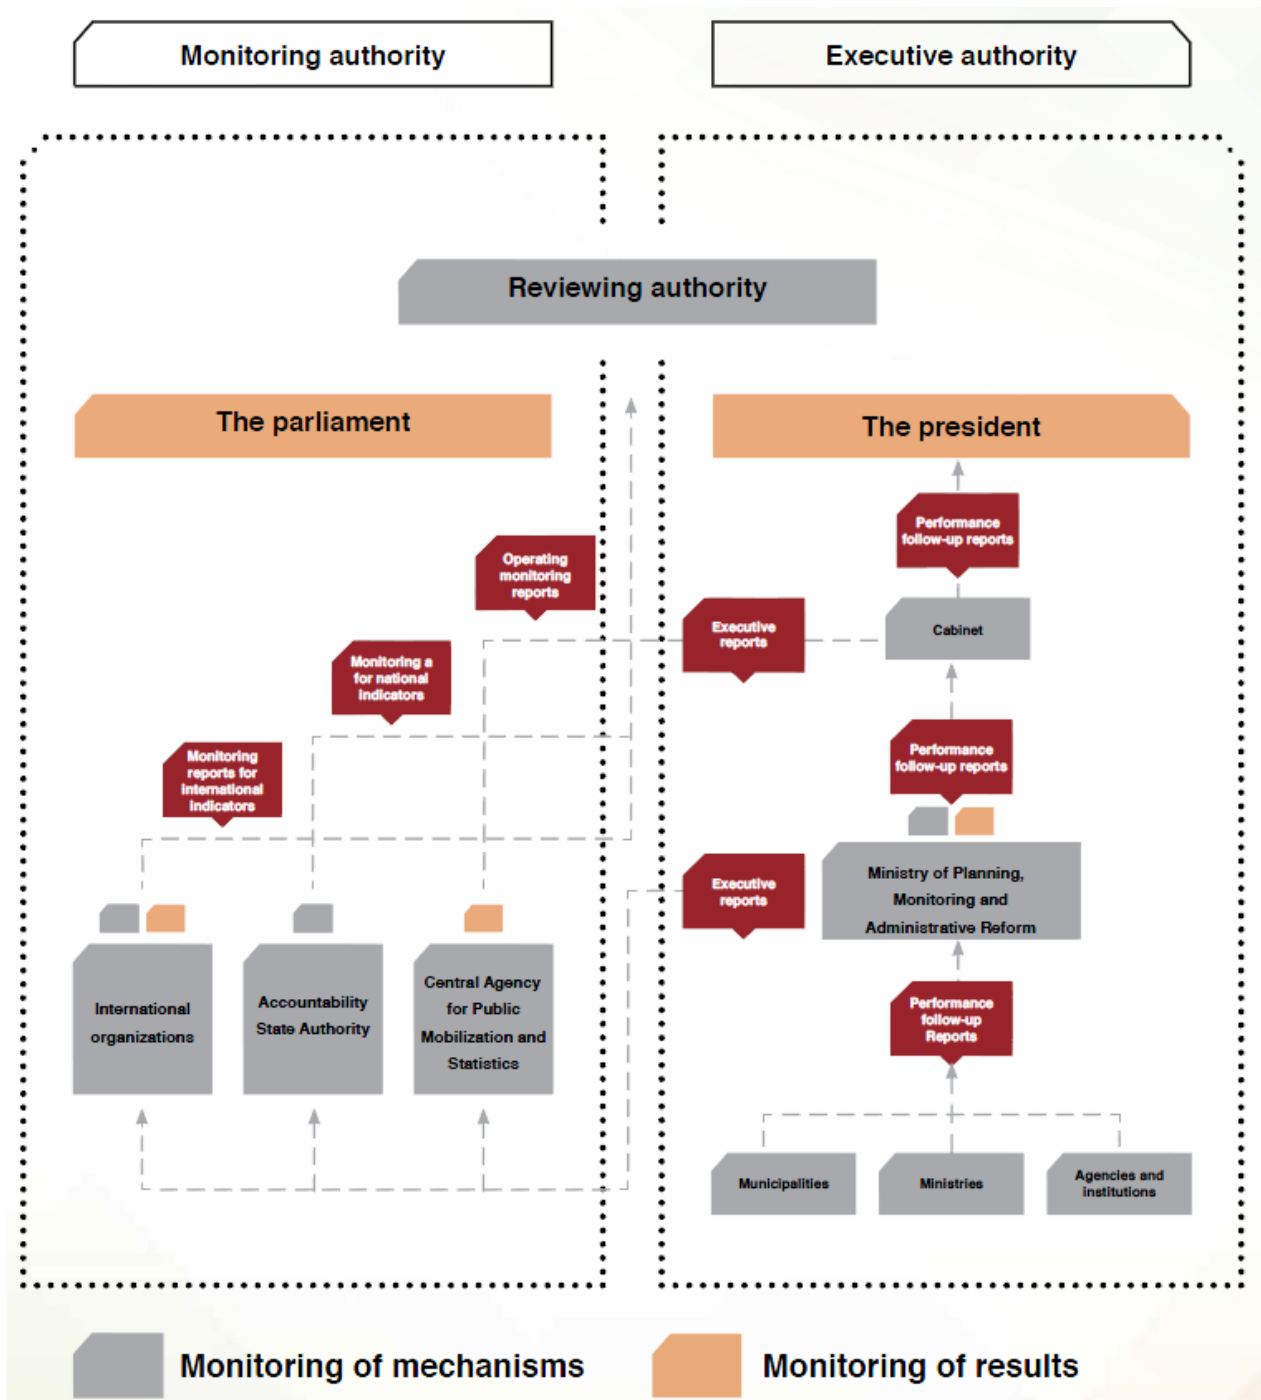 Monitoring authority
Executive authority
Reviewing authority
The parliament
The president
Performance
follow-up reports
Operating
monitoring
reports
Executive
reports
Cabinet
Monitoring a
for national
indicators
Performance
follow-up reports
Monitoring
reports for
international
indicators
Executive
reports
Ministry of Planning,
Monitoring and
Administrative Reform
International
organizations
Accountability
State Authority
Central Agency
for Public
Mobilization and
Statistics
Performance
follow-up
Reports
Municipalities
Ministries
Agencies and
institutions
Monitoring of mechanisms
Monitoring of results